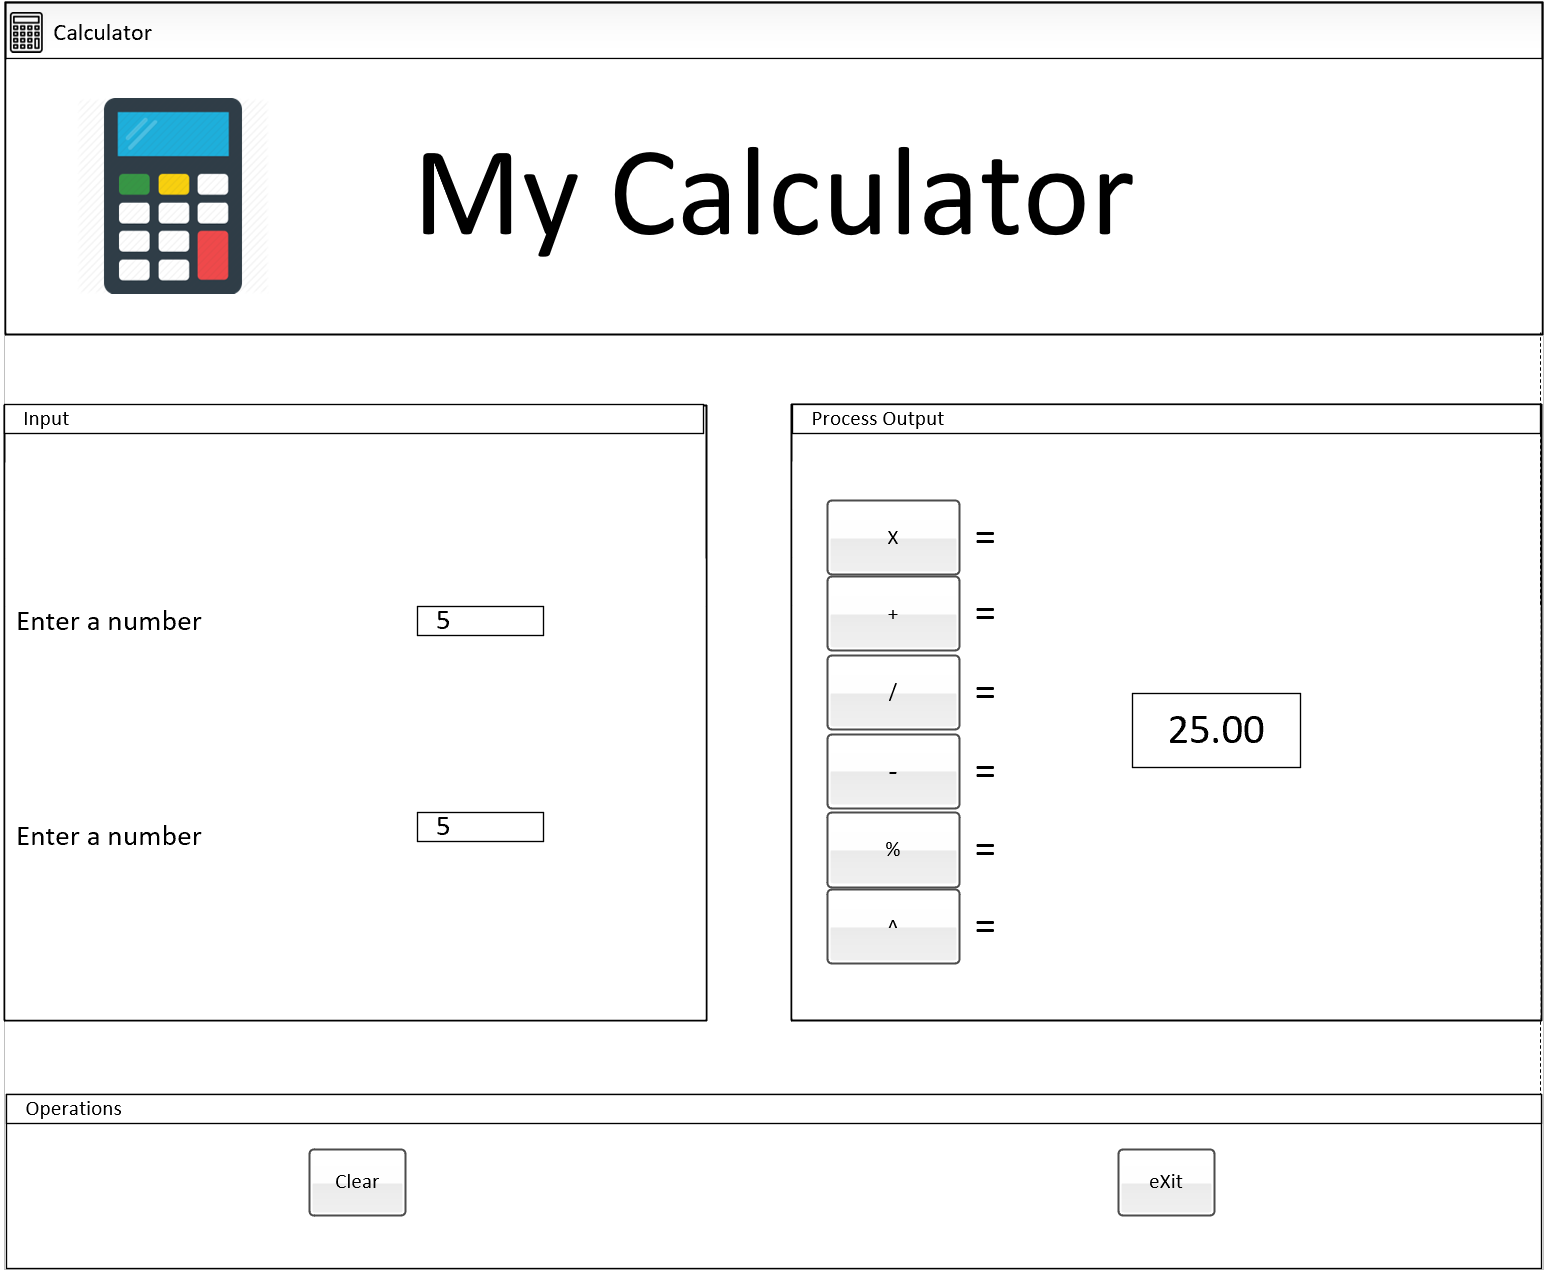 Calculator
My Calculator
Input
Enter a number 5
Enter a number 5
Process Output
X =
+ =
/ =
- =
% =
^ =
25.00
Operations
Clear
eXit